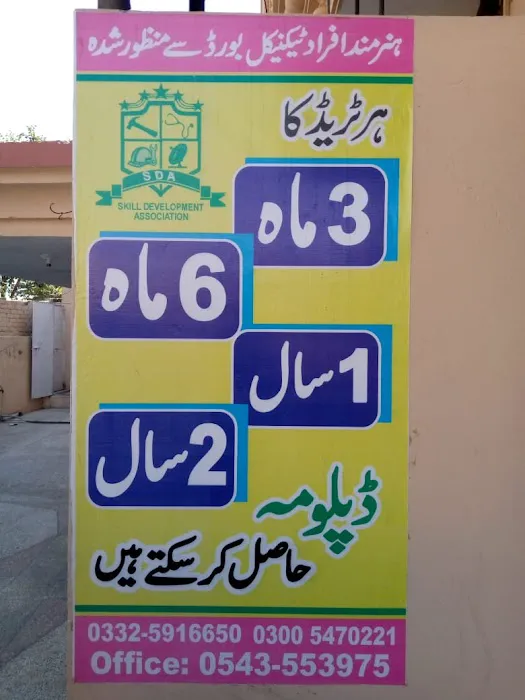 ہنرمند افراد ٹیکنیکل بورڈ سے منظور شدہ
ہر ٹریڈ کا
SDA
SKILL DEVELOPMENT
ASSOCIATION
3 ماہ
6 ماہ
1 سال
2 سال
ڈپلومہ
حاصل کر سکتے ہیں
0332-5916650 0300 5470221
Office: 0543-553975